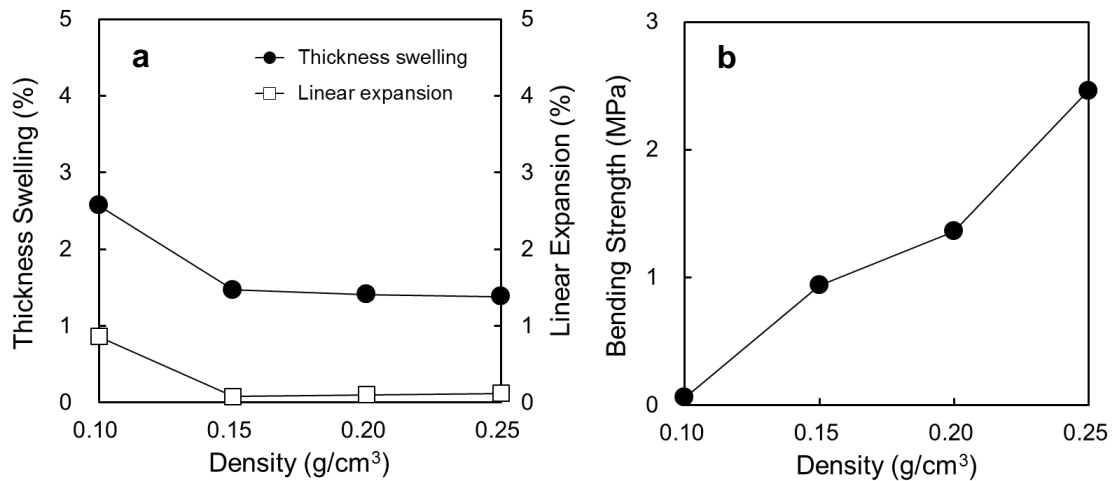 a
Thickness swelling
Linear expansion
Thickness Swelling (%)
5
4
3
2
1
0
0.10 0.15 0.20 0.25
Density (g/cm³)
5
4
3
2
1
0
Linear Expansion (%)
b
Bending Strength (MPa)
3
2
1
0
0.10 0.15 0.20 0.25
Density (g/cm³)